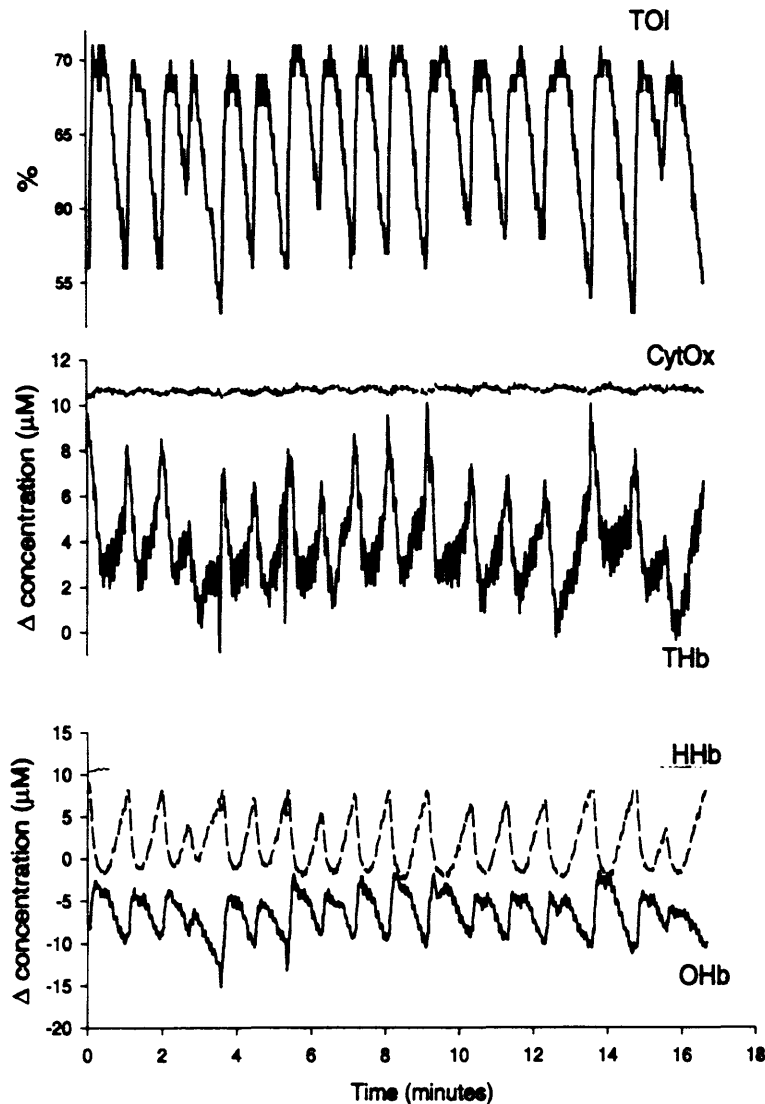 TOI
70
65
%
60
55
CytOx
12
10
8
6
4
2
0
Δ concentration (μM)
THb
15
10
5
0
-5
-10
-15
-20
Δ concentration (μM)
HHb
OHb
0 2 4 6 8 10 12 14 16 18
Time (minutes)